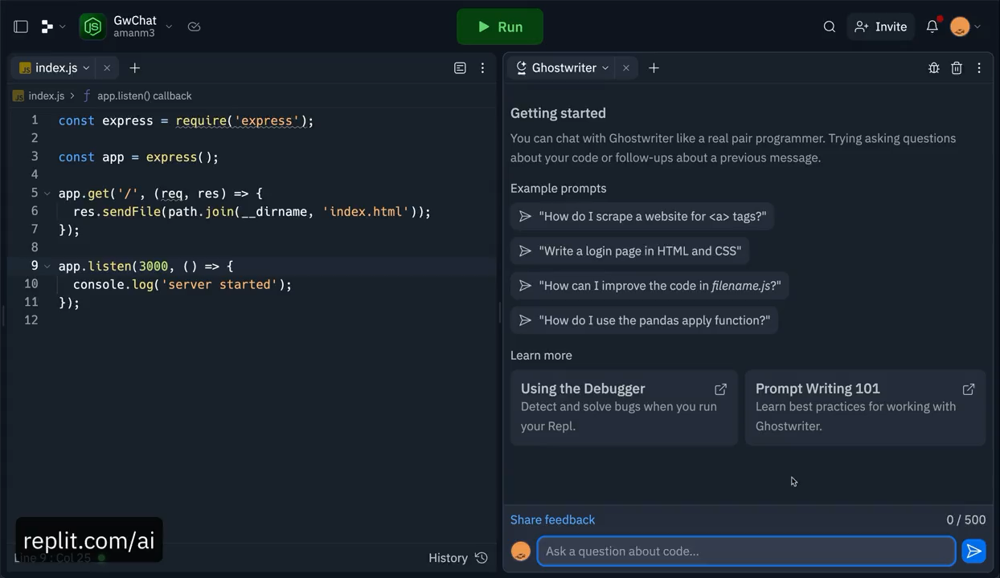 GwChat
amanm3
Run
Invite
JS index.js
+
JS index.js > ƒ app.listen() callback
1 const express = require('express');
2
3 const app = express();
4
5 app.get('/', (req, res) => {
6 res.sendFile(path.join(__dirname, 'index.html'));
7 });
8
9 app.listen(3000, () => {
10 console.log('server started');
11 });
12
replit.com/ai
Line 9 : Col 25
History
Ghostwriter
+
Getting started
You can chat with Ghostwriter like a real pair programmer. Trying asking questions
about your code or follow-ups about a previous message.
Example prompts
"How do I scrape a website for <a> tags?"
"Write a login page in HTML and CSS"
"How can I improve the code in filename.js?"
"How do I use the pandas apply function?"
Learn more
Using the Debugger
Detect and solve bugs when you run
your Repl.
Prompt Writing 101
Learn best practices for working with
Ghostwriter.
Share feedback
0 / 500
Ask a question about code...